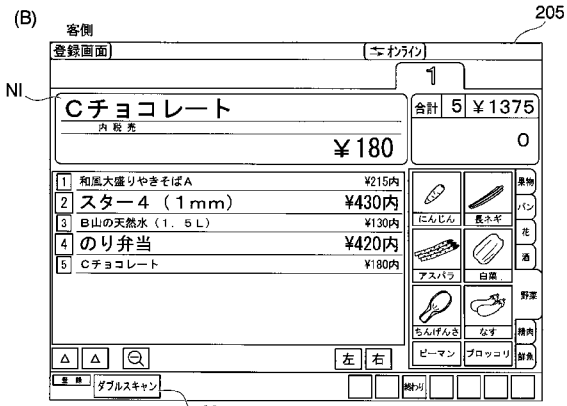 (B)
客側
205
登録画面
⇆オンライン
1
NI
Cチョコレート
内税売
¥180
合計 5 ¥1375
0
1 和風大盛りやきそばA ¥215内
2 スター4（1mm） ¥430内
3 B山の天然水（1．5L） ¥130内
4 のり弁当 ¥420内
5 Cチョコレート ¥180内
にんじん 長ネギ
アスパラ 白菜
ちんげんさ なす
ピーマン ブロッコリ
果物
パン
花
酒
野菜
精肉
鮮魚
△ △ 左 右
登録 ダブルスキャン 終わり